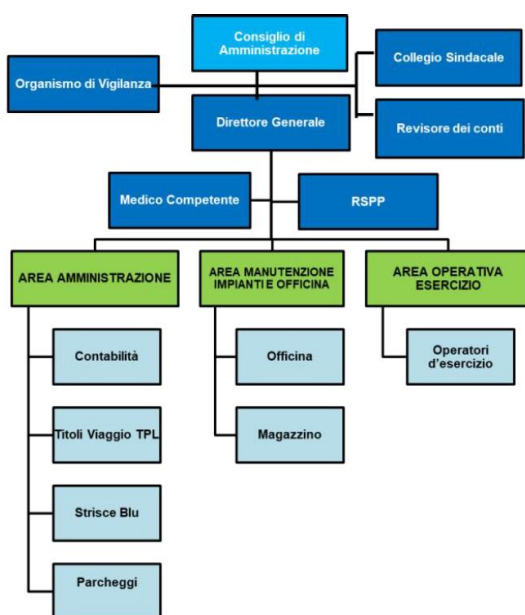 Consiglio di
Amministrazione
Organismo di Vigilanza
Collegio Sindacale
Direttore Generale
Revisore dei conti
Medico Competente
RSPP
AREA AMMINISTRAZIONE
AREA MANUTENZIONE
IMPIANTI E OFFICINA
AREA OPERATIVA
ESERCIZIO
Contabilità
Officina
Operatori
d'esercizio
Titoli Viaggio TPL
Magazzino
Strisce Blu
Parcheggi